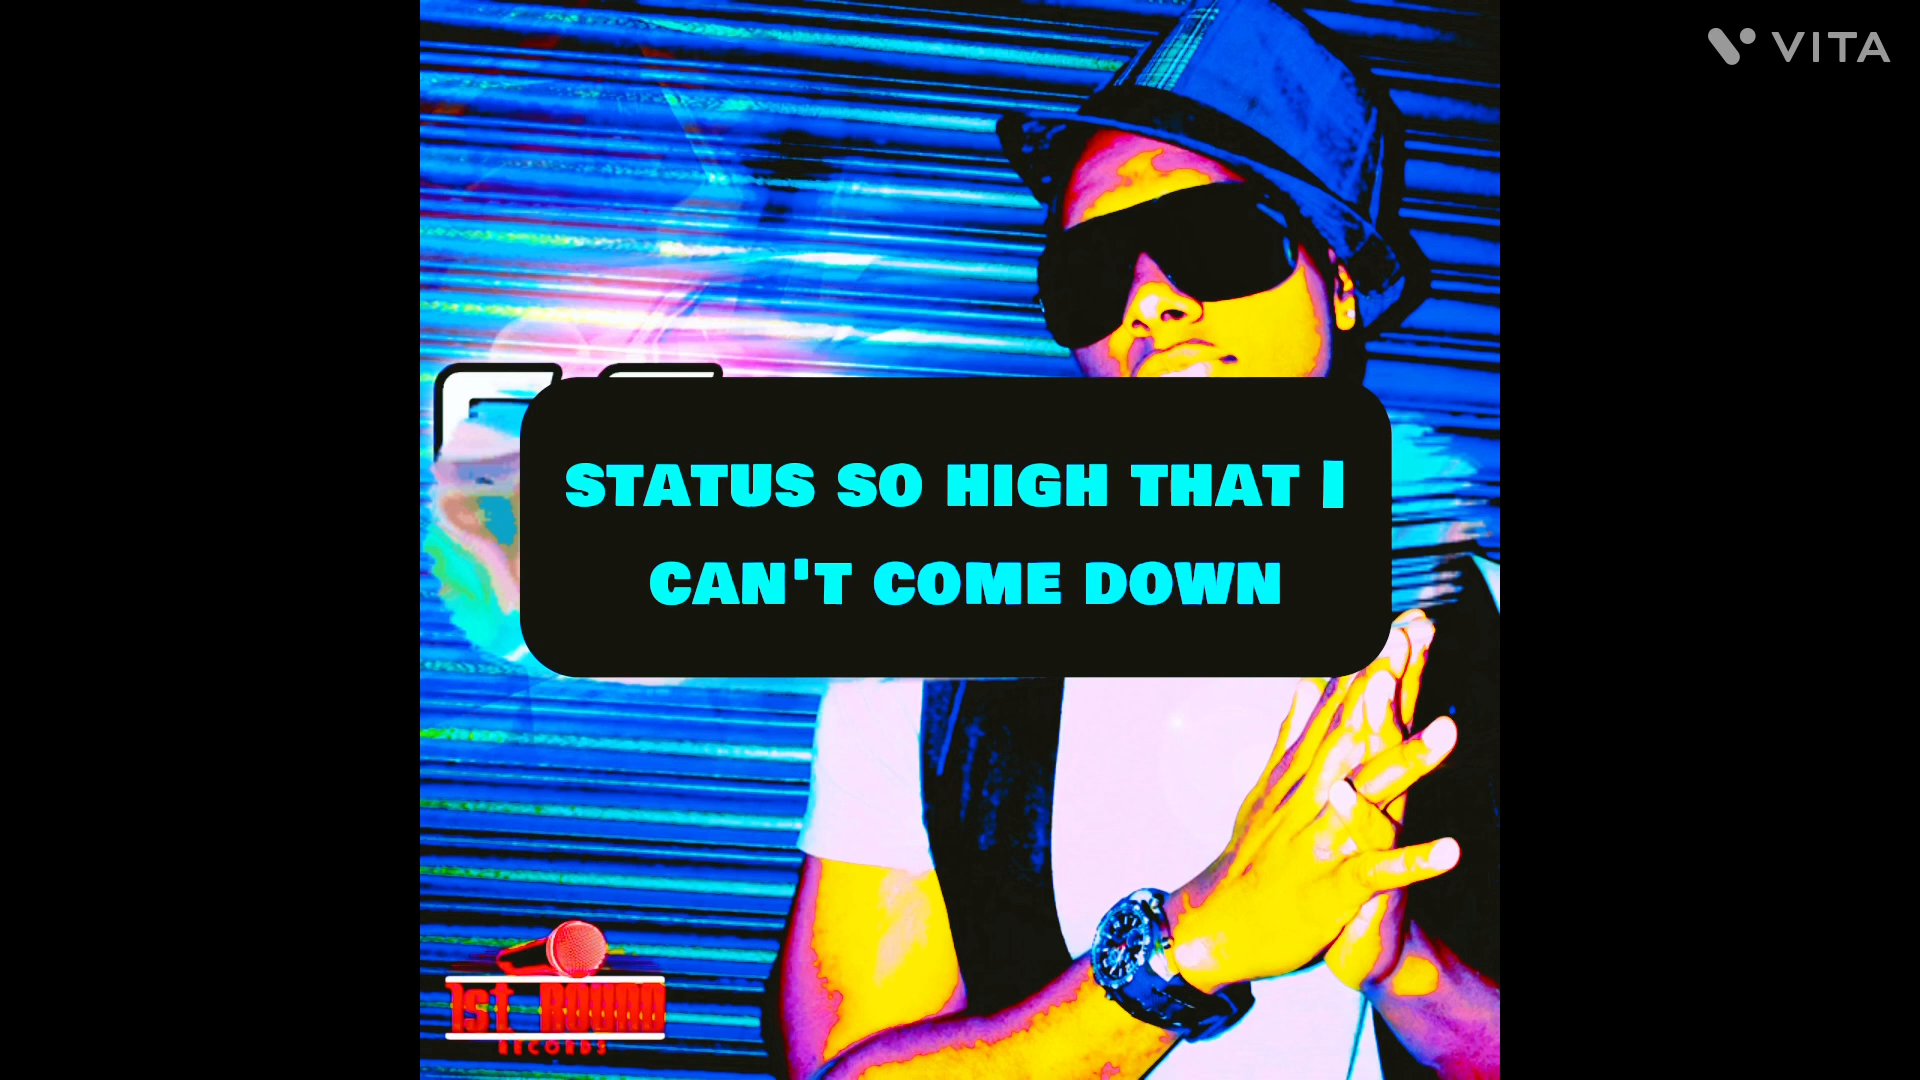 VITA
STATUS SO HIGH THAT I
CAN'T COME DOWN
1st ROUND
RECORDS